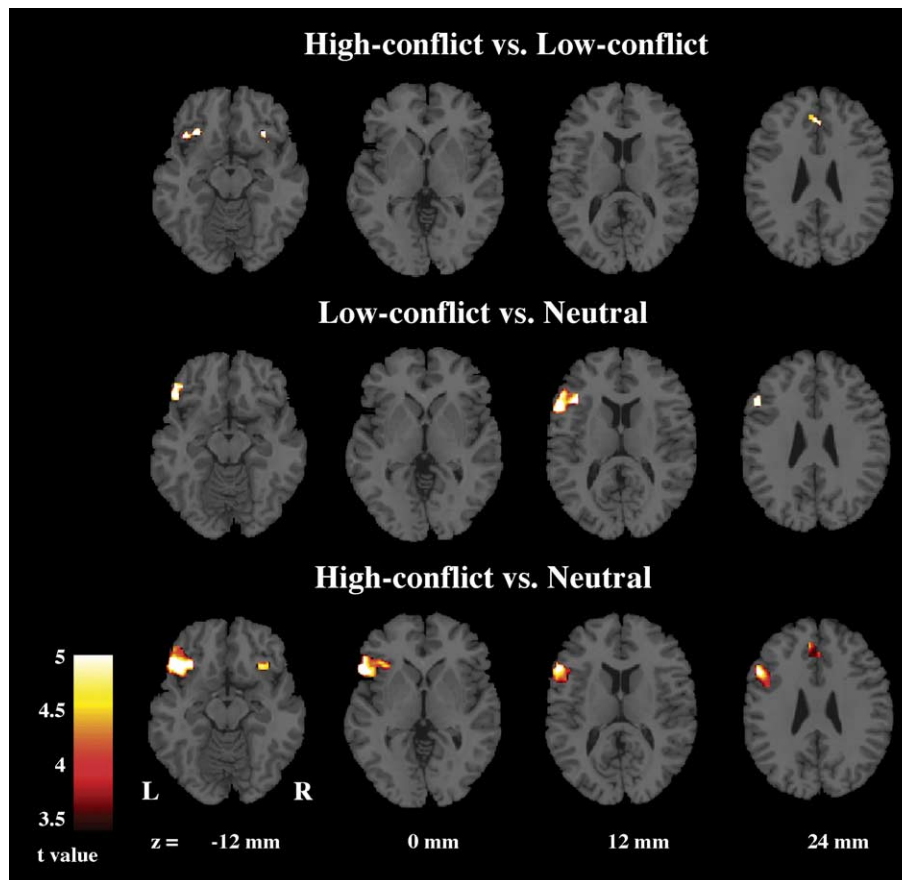 High-conflict vs. Low-conflict
Low-conflict vs. Neutral
High-conflict vs. Neutral
5
4.5
4
3.5
t value
L R
z = -12 mm 0 mm 12 mm 24 mm